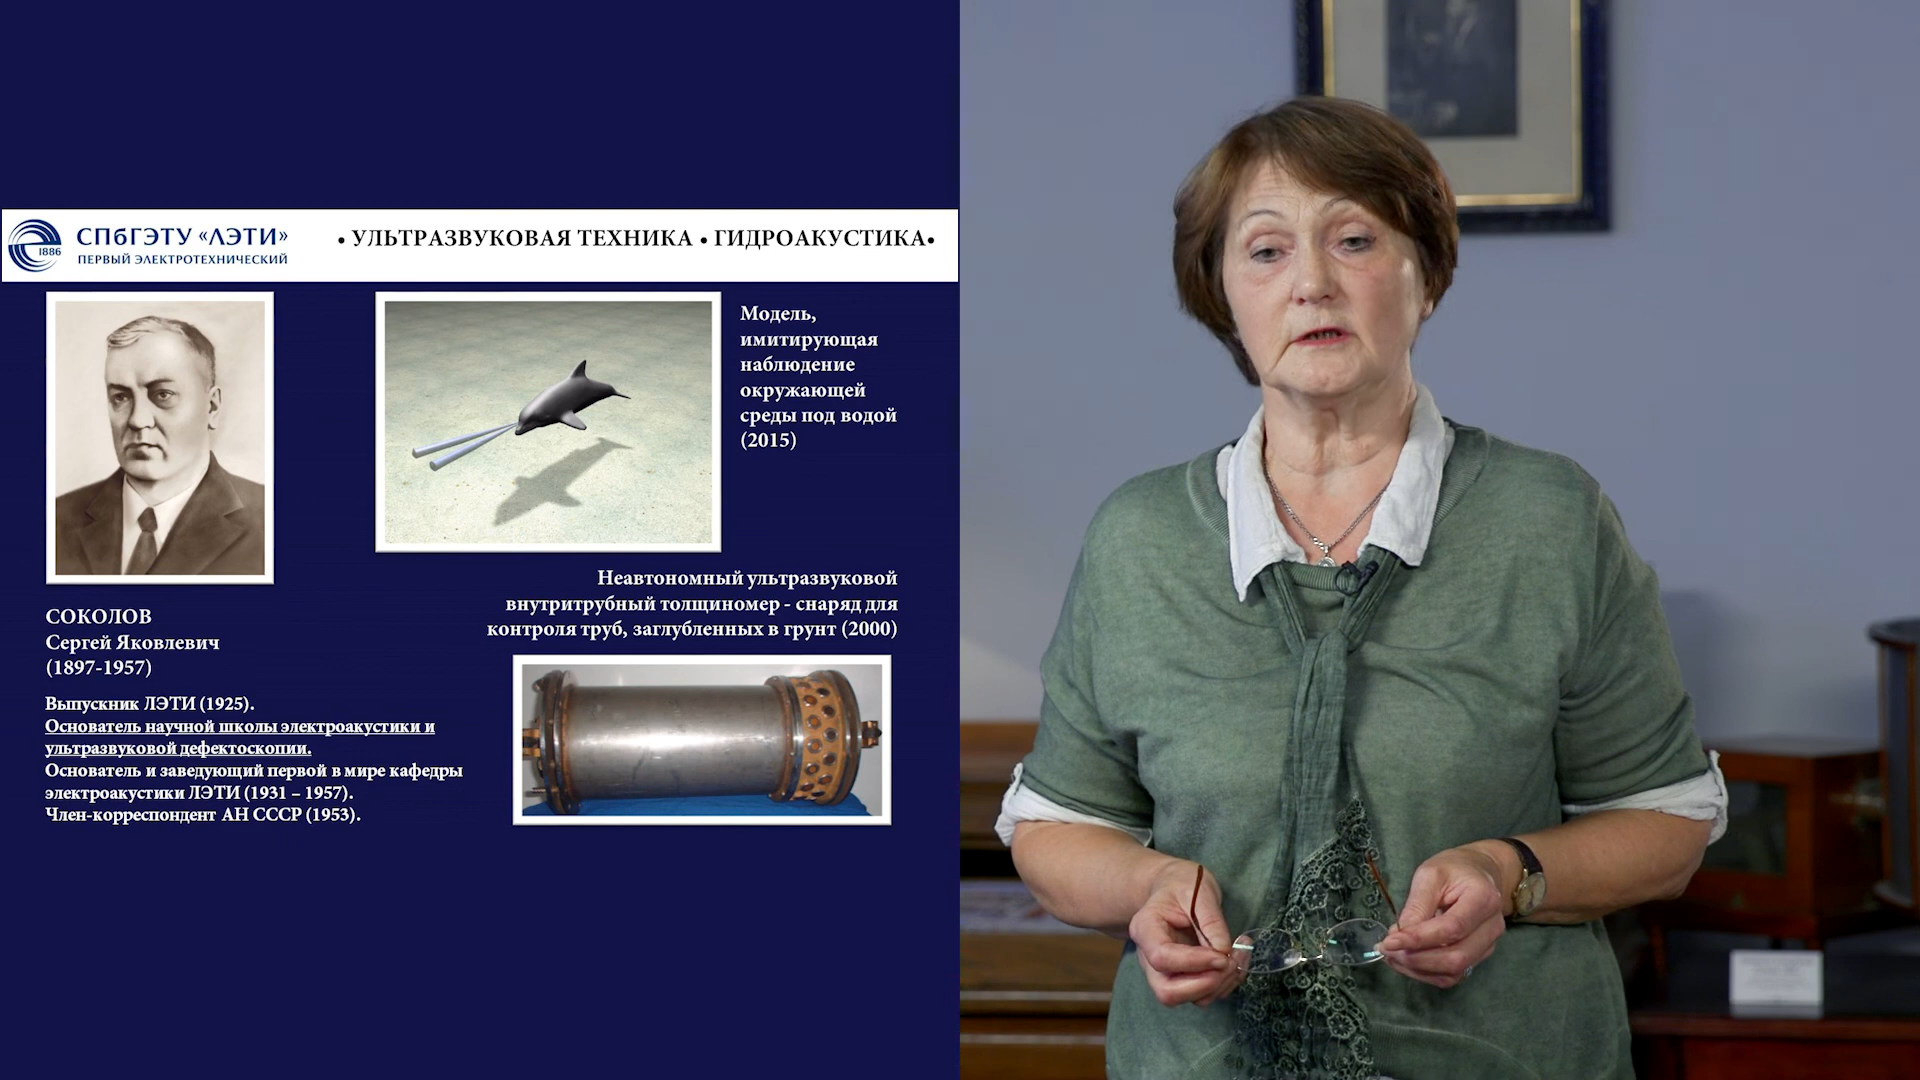 СПбГЭТУ «ЛЭТИ»
ПЕРВЫЙ ЭЛЕКТРОТЕХНИЧЕСКИЙ
1886
• УЛЬТРАЗВУКОВАЯ ТЕХНИКА • ГИДРОАКУСТИКА•
Модель,
имитирующая
наблюдение
окружающей
среды под водой
(2015)
Неавтономный ультразвуковой
внутритрубный толщиномер - снаряд для
контроля труб, заглубленных в грунт (2000)
СОКОЛОВ
Сергей Яковлевич
(1897-1957)
Выпускник ЛЭТИ (1925).
Основатель научной школы электроакустики и
ультразвуковой дефектоскопии.
Основатель и заведующий первой в мире кафедры
электроакустики ЛЭТИ (1931 – 1957).
Член-корреспондент АН СССР (1953).